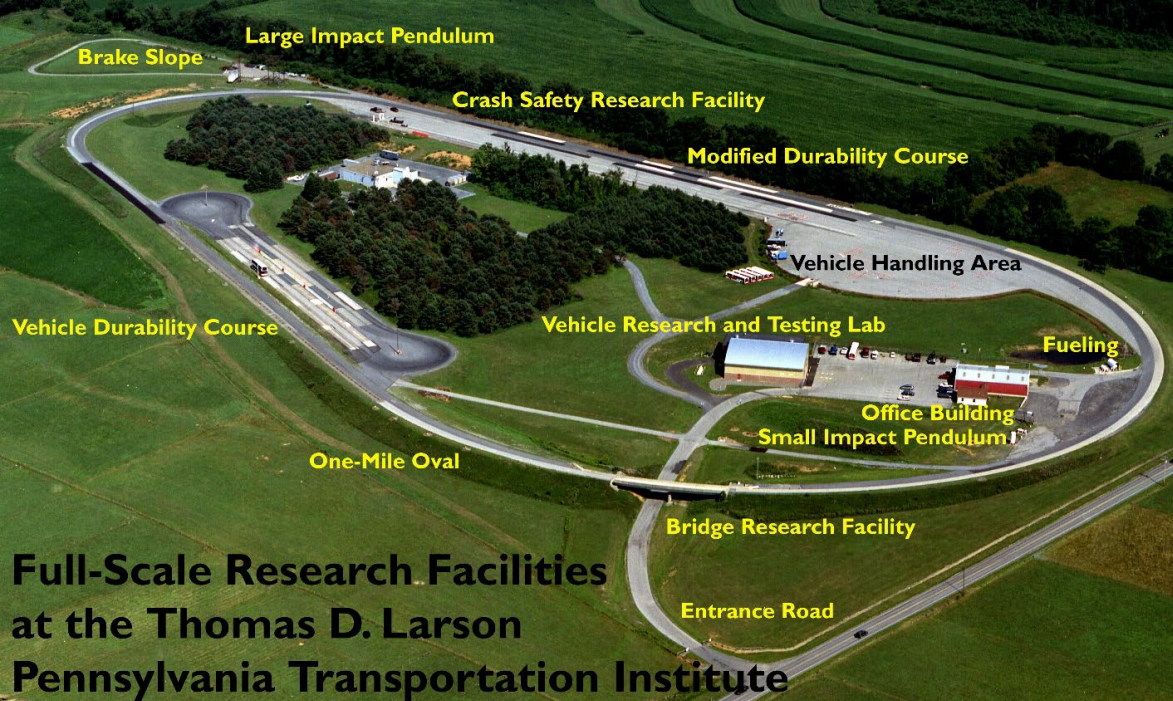 Large Impact Pendulum
Brake Slope
Crash Safety Research Facility
Modified Durability Course
Vehicle Handling Area
Vehicle Durability Course
Vehicle Research and Testing Lab
Fueling
Office Building
Small Impact Pendulum
One-Mile Oval
Bridge Research Facility
Entrance Road
Full-Scale Research Facilities
at the Thomas D. Larson
Pennsylvania Transportation Institute